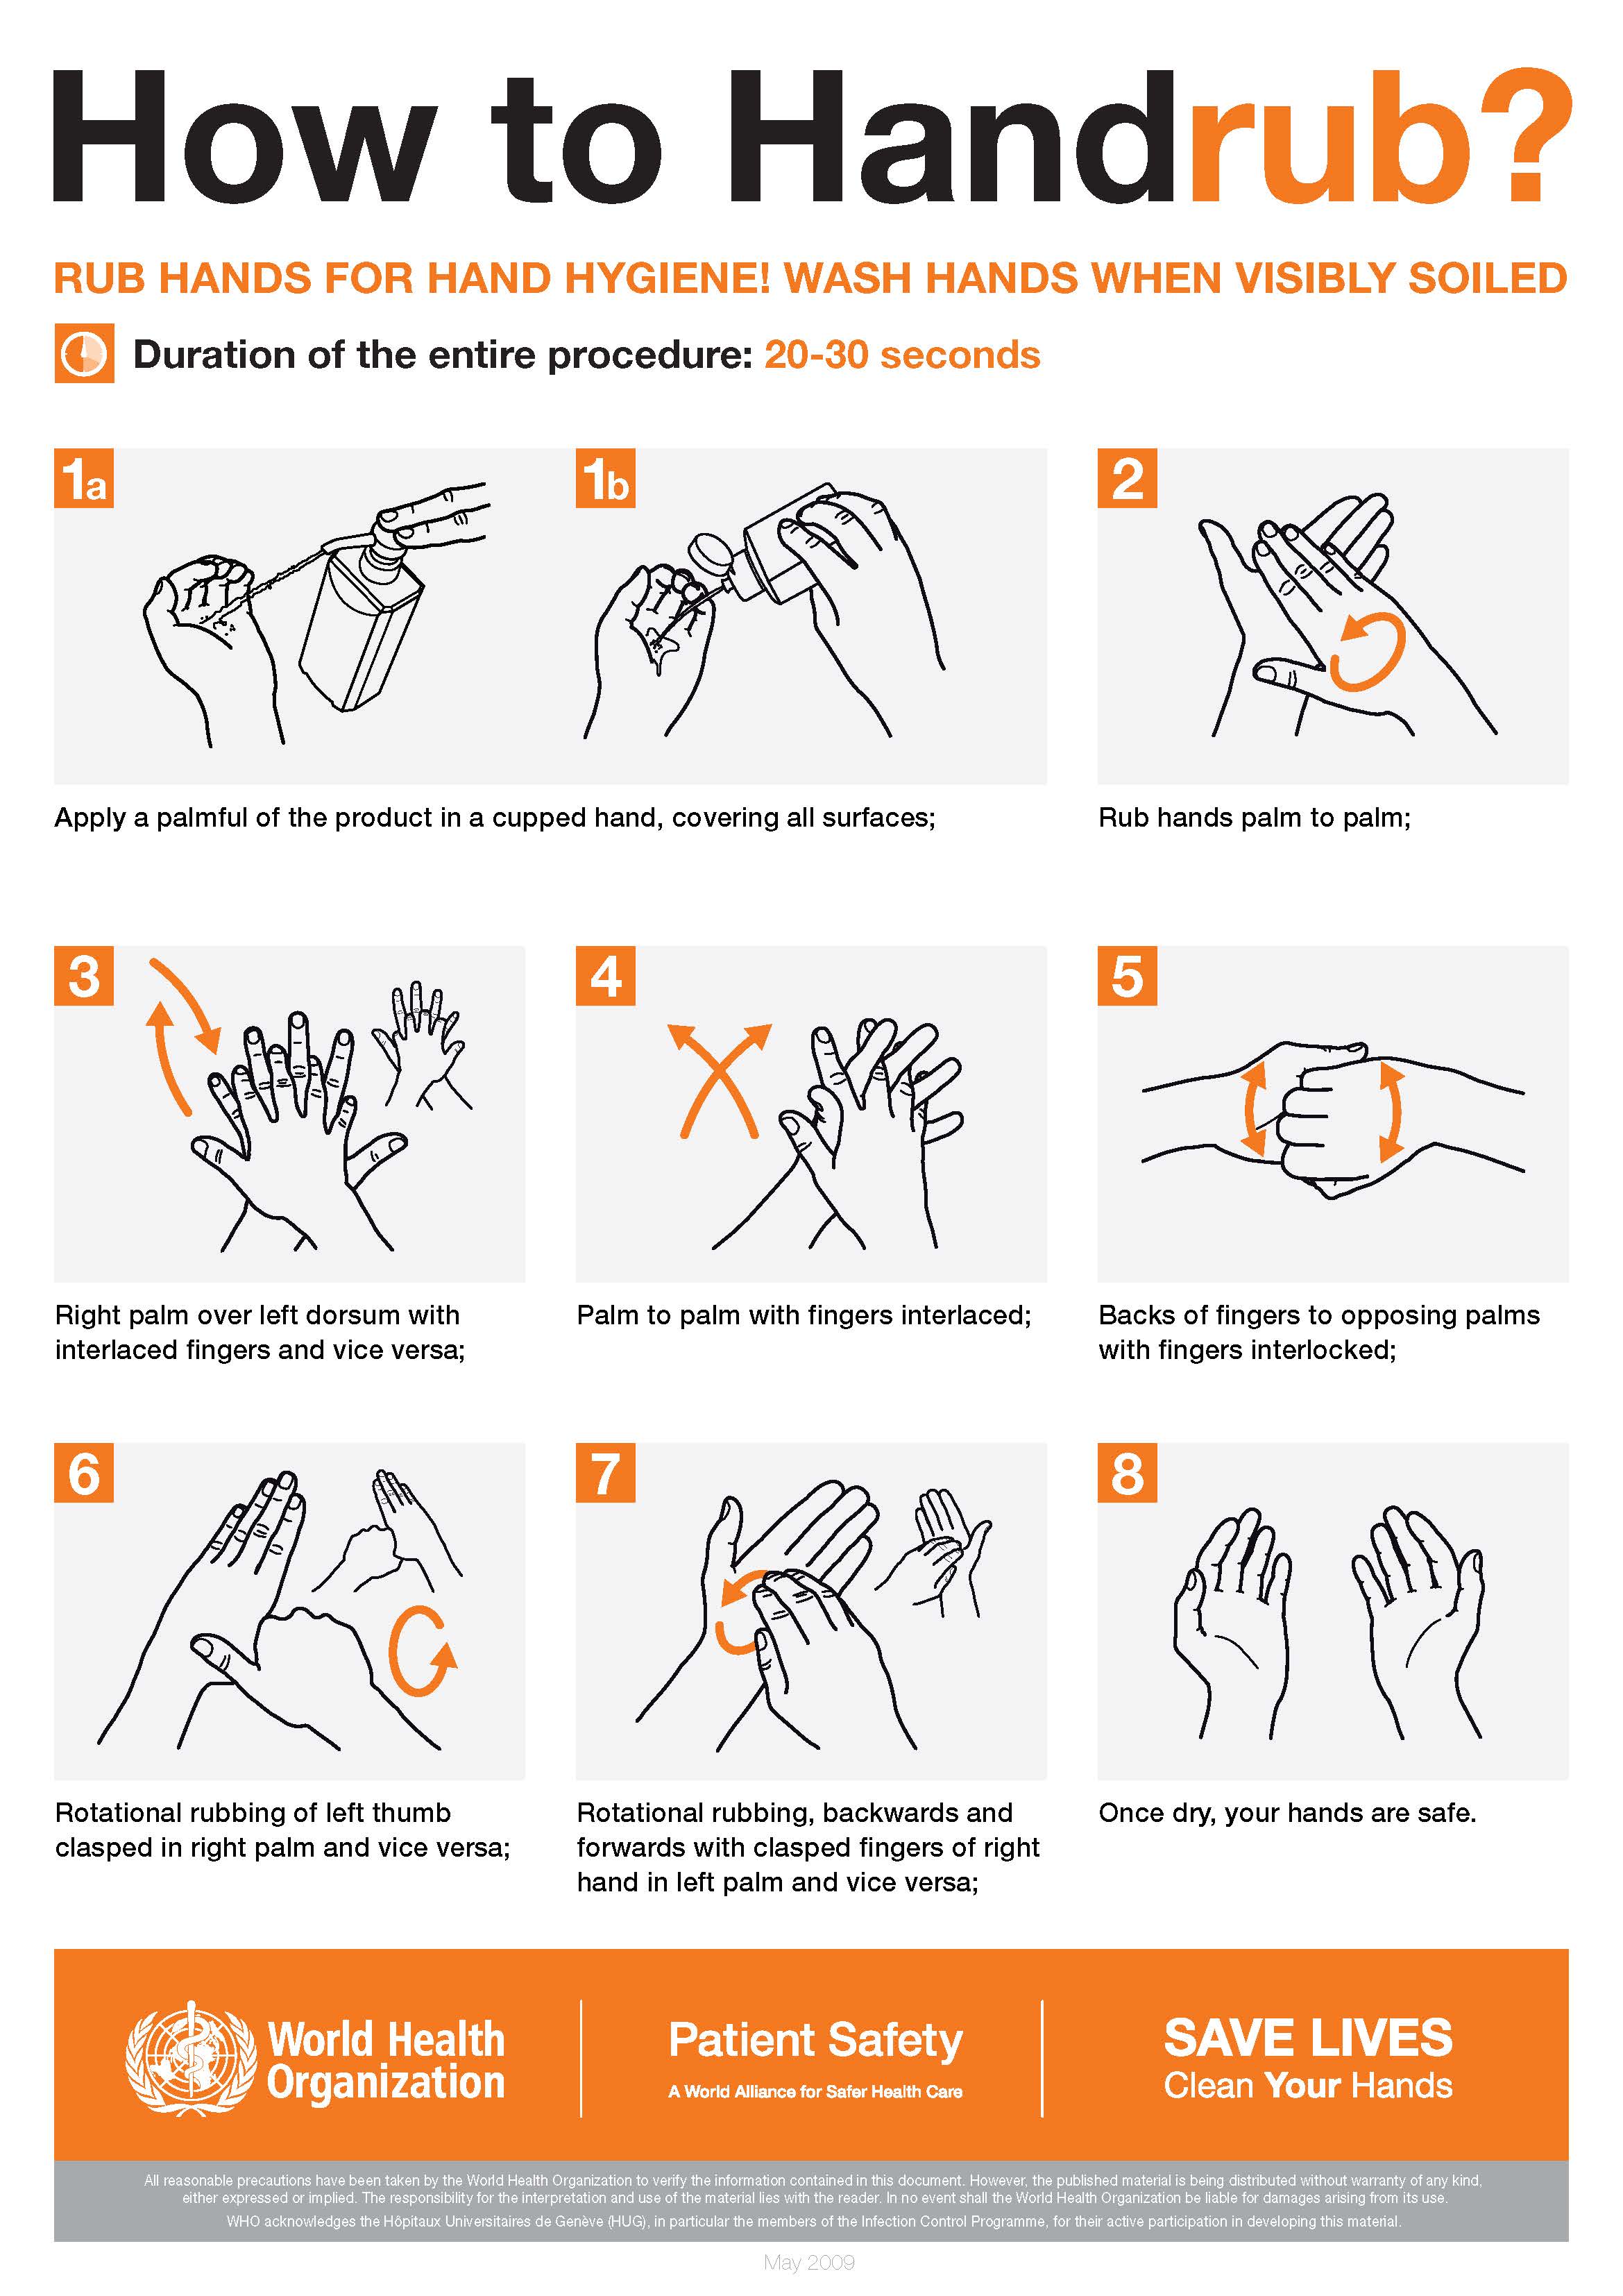 How to Handrub?
RUB HANDS FOR HAND HYGIENE! WASH HANDS WHEN VISIBLY SOILED
Duration of the entire procedure: 20-30 seconds
1a
1b
2
Apply a palmful of the product in a cupped hand, covering all surfaces;
Rub hands palm to palm;
3
4
5
Right palm over left dorsum with
interlaced fingers and vice versa;
Palm to palm with fingers interlaced;
Backs of fingers to opposing palms
with fingers interlocked;
6
7
8
Rotational rubbing of left thumb
clasped in right palm and vice versa;
Rotational rubbing, backwards and
forwards with clasped fingers of right
hand in left palm and vice versa;
Once dry, your hands are safe.
World Health
Organization
Patient Safety
A World Alliance for Safer Health Care
SAVE LIVES
Clean Your Hands
All reasonable precautions have been taken by the World Health Organization to verify the information contained in this document. However, the published material is being distributed without warranty of any kind,
either expressed or implied. The responsibility for the interpretation and use of the material lies with the reader. In no event shall the World Health Organization be liable for damages arising from its use.
WHO acknowledges the Hôpitaux Universitaires de Genève (HUG), in particular the members of the Infection Control Programme, for their active participation in developing this material.
May 2009